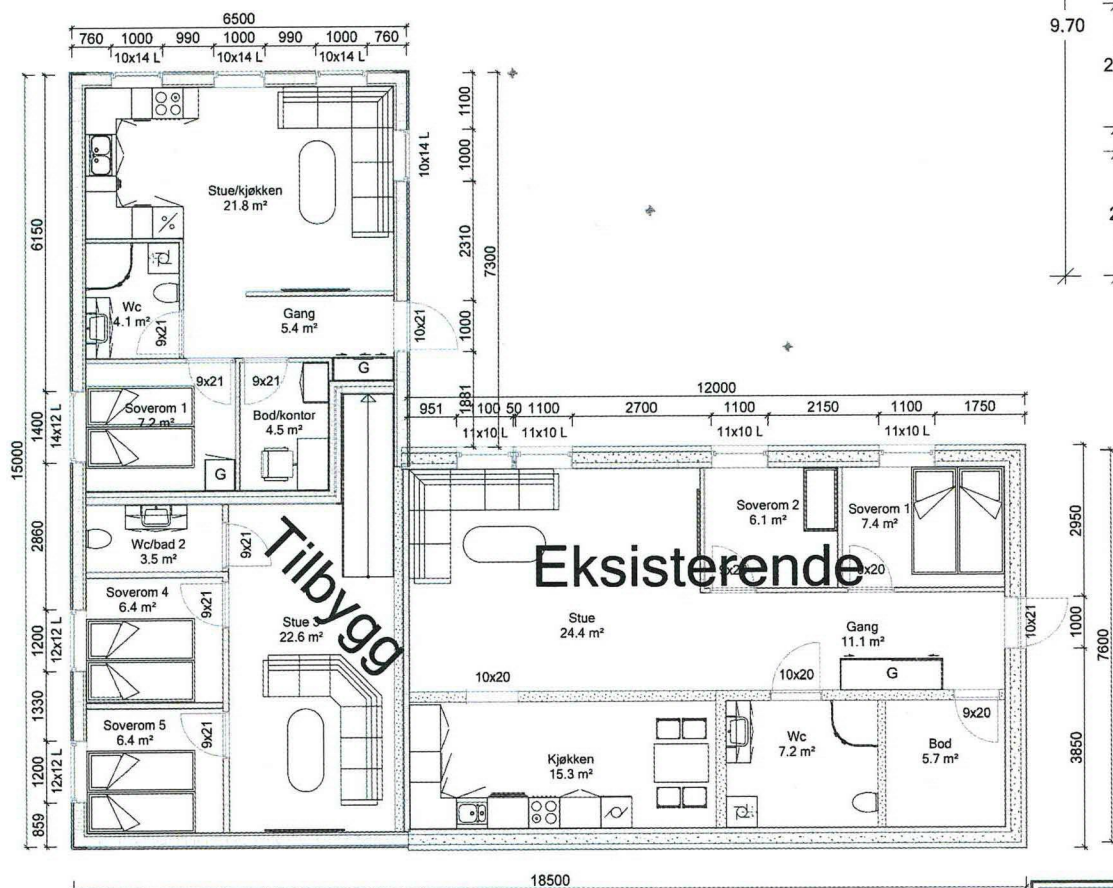 6500
760 1000 990 1000 990 1000 760
10x14 L 10x14 L 10x14 L
9.70
2
2
15000
6150
1400
2860
1200
1330
1200
859
14x12 L
12x12 L
12x12 L
1100
1000
2310
1000
1881
7300
10x14 L
10x21
Stue/kjøkken
21.8 m²
Wc
4.1 m²
9x21
Gang
5.4 m²
G
9x21
9x21
Soverom 1
7.2 m²
G
Bod/kontor
4.5 m²
Wc/bad 2
3.5 m²
9x21
Soverom 4
6.4 m²
9x21
Stue 3
22.6 m²
Tilbygg
Soverom 5
6.4 m²
9x21
12000
951 1100 50 1100 2700 1100 2150 1100 1750
11x10 L 11x10 L 11x10 L 11x10 L
Soverom 2
6.1 m²
Soverom 1
7.4 m²
Eksisterende
9x20
Stue
24.4 m²
Gang
11.1 m²
G
10x20
10x20
9x20
10x21
Kjøkken
15.3 m²
Wc
7.2 m²
Bod
5.7 m²
2950
1000
3850
7600
18500